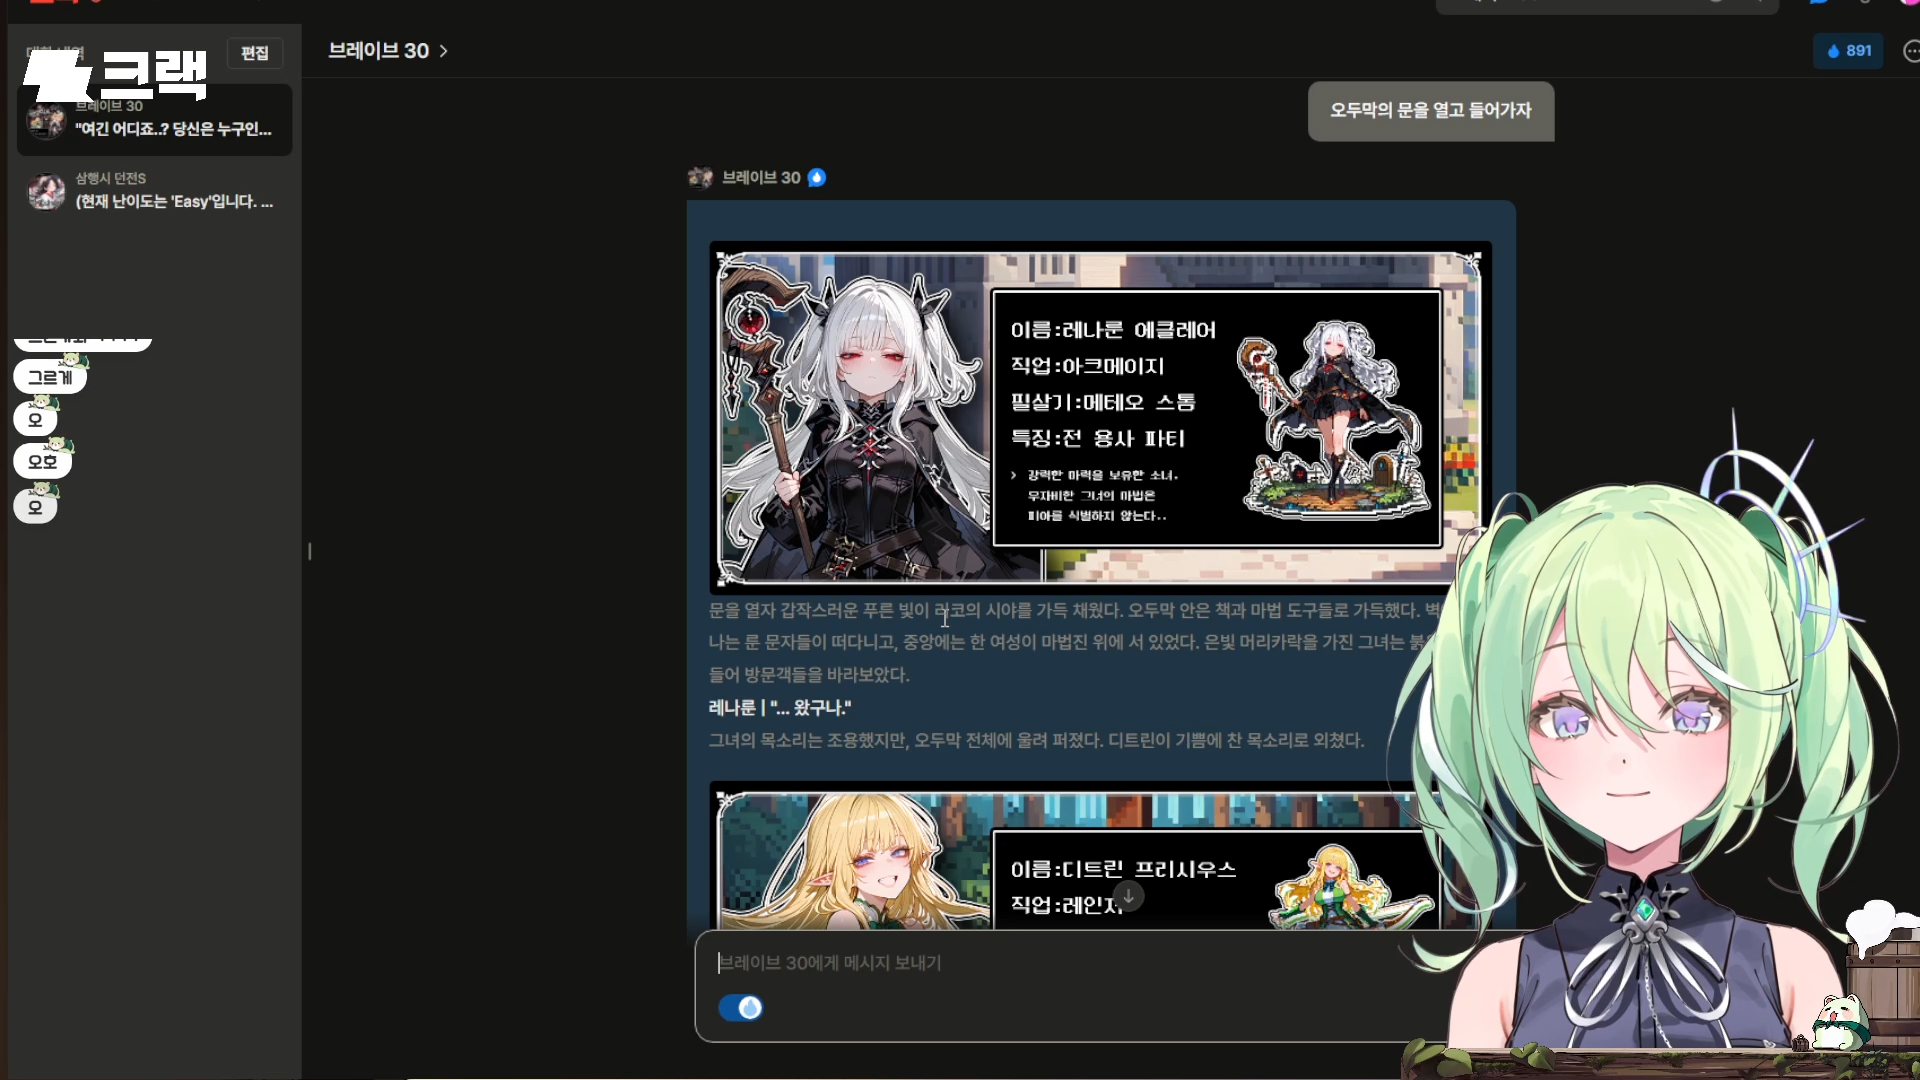 크랙
편집
브레이브 30
"여긴 어디죠..? 당신은 누구인...
삼행시 던전S
(현재 난이도는 'Easy'입니다. ...
그르게
오
오호
오
브레이브 30
891
오두막의 문을 열고 들어가자
브레이브 30
이름:레나룬 에클레어
직업:아크메이지
필살기:메테오 스톰
특징:전 용사 파티
> 강력한 마력을 보유한 소녀.
무자비한 그녀의 마법은
피아를 식별하지 않는다..
문을 열자 갑작스러운 푸른 빛이 리코의 시야를 가득 채웠다. 오두막 안은 책과 마법 도구들로 가득했다. 벽
나는 룬 문자들이 떠다니고, 중앙에는 한 여성이 마법진 위에 서 있었다. 은빛 머리카락을 가진 그녀는 붉
들어 방문객들을 바라보았다.
레나룬 | "... 왔구나."
그녀의 목소리는 조용했지만, 오두막 전체에 울려 퍼졌다. 디트린이 기쁨에 찬 목소리로 외쳤다.
이름:디트린 프리시우스
직업:레인저
브레이브 30에게 메시지 보내기